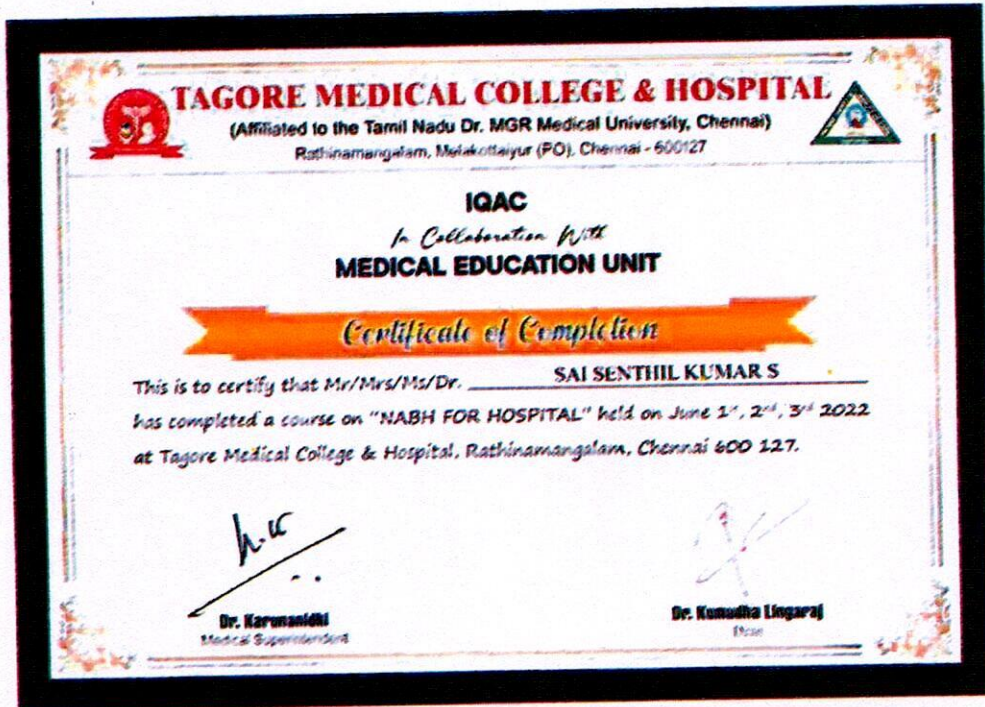 TAGORE MEDICAL COLLEGE & HOSPITAL
(Affiliated to the Tamil Nadu Dr. MGR Medical University, Chennai)
Rathinamangalam, Melakottaiyur (PO), Chennai - 600127
IQAC
In Collaboration With
MEDICAL EDUCATION UNIT
Certificate of Completion
This is to certify that Mr/Mrs/Ms/Dr. SAI SENTHIL KUMAR S
has completed a course on "NABH FOR HOSPITAL" held on June 1st, 2nd, 3rd 2022
at Tagore Medical College & Hospital, Rathinamangalam, Chennai 600 127.
Dr. Karunanidhi
Medical Superintendent
Dr. Kumudha Lingaraj
Dean